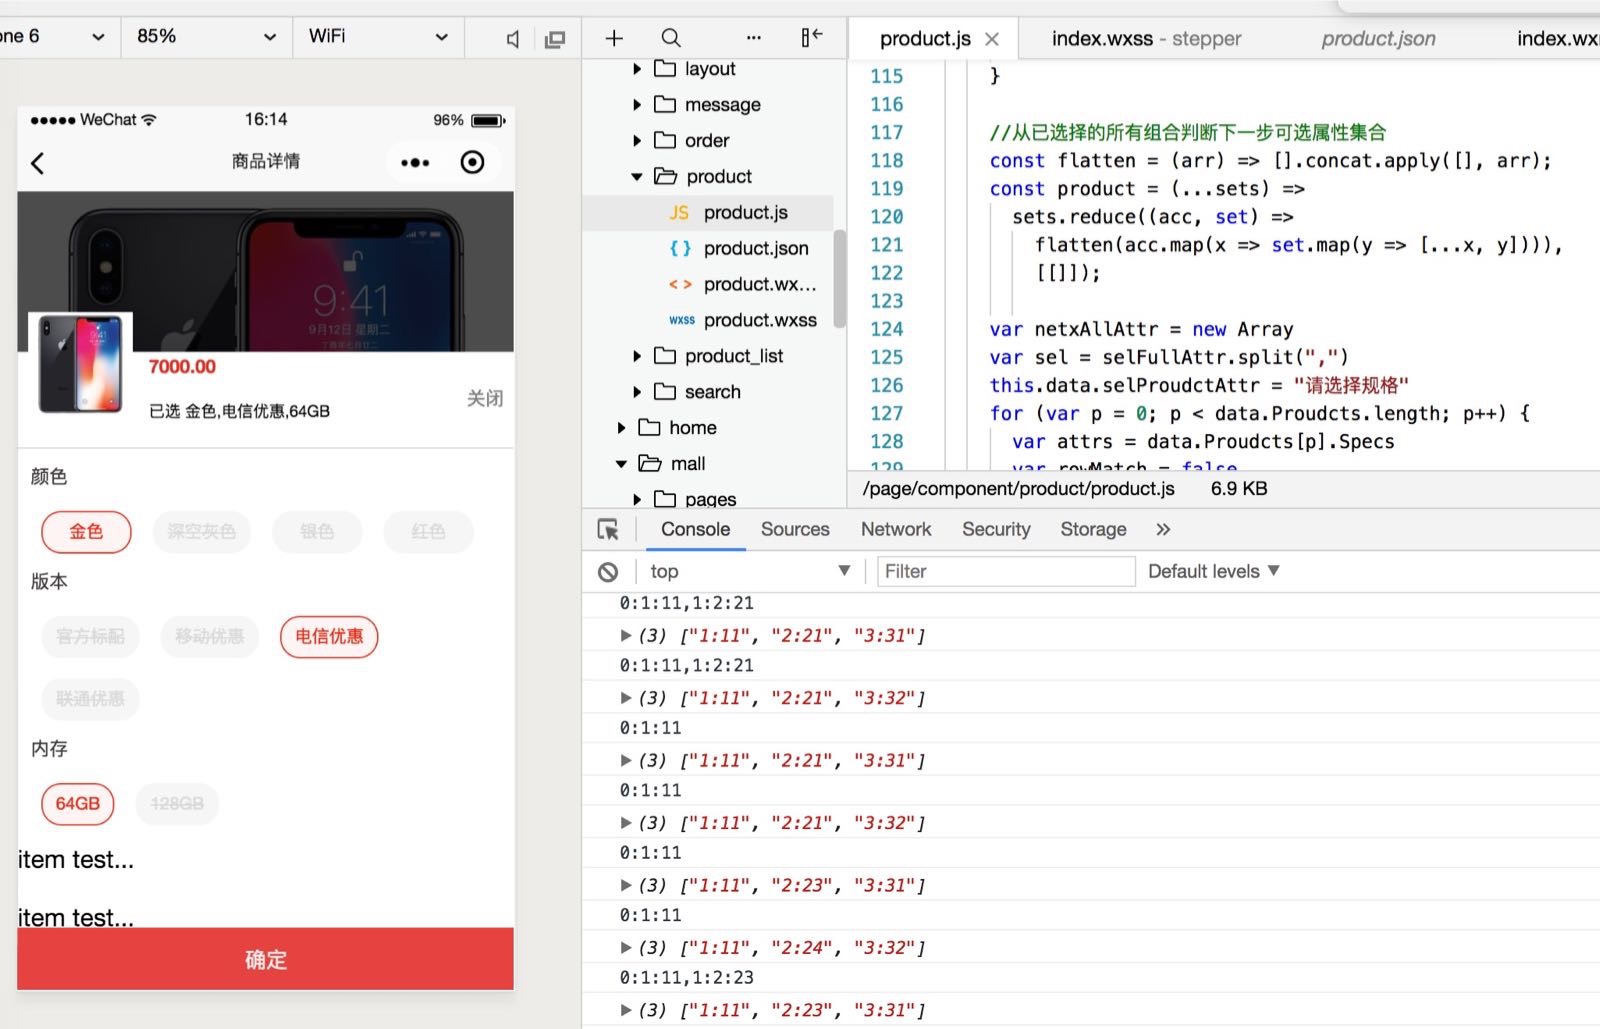 ne 6
85%
WiFi
●●●●● WeChat
16:14
96%
商品详情
9:41
9月12日 星期二
7000.00
已选 金色,电信优惠,64GB
关闭
颜色
金色
深空灰色
银色
红色
版本
官方标配
移动优惠
电信优惠
联通优惠
内存
64GB
128GB
item test...
item test...
确定
layout
message
order
product
JS product.js
{ } product.json
< > product.wx...
wxss product.wxss
product_list
search
home
mall
pages
product.js
index.wxss - stepper
product.json
index.wx
115 }
116
117 //从已选择的所有组合判断下一步可选属性集合
118 const flatten = (arr) => [].concat.apply([], arr);
119 const product = (...sets) =>
120 sets.reduce((acc, set) =>
121 flatten(acc.map(x => set.map(y => [...x, y]))),
122 [[]]);
123
124 var netxAllAttr = new Array
125 var sel = selFullAttr.split(",")
126 this.data.selProudctAttr = "请选择规格"
127 for (var p = 0; p < data.Proudcts.length; p++) {
128 var attrs = data.Proudcts[p].Specs
129 var rowMatch = false
/page/component/product/product.js 6.9 KB
Console Sources Network Security Storage »
top
Filter
Default levels ▼
0:1:11,1:2:21
(3) ["1:11", "2:21", "3:31"]
0:1:11,1:2:21
(3) ["1:11", "2:21", "3:32"]
0:1:11
(3) ["1:11", "2:21", "3:31"]
0:1:11
(3) ["1:11", "2:21", "3:32"]
0:1:11
(3) ["1:11", "2:23", "3:31"]
0:1:11
(3) ["1:11", "2:24", "3:32"]
0:1:11,1:2:23
(3) ["1:11", "2:23", "3:31"]